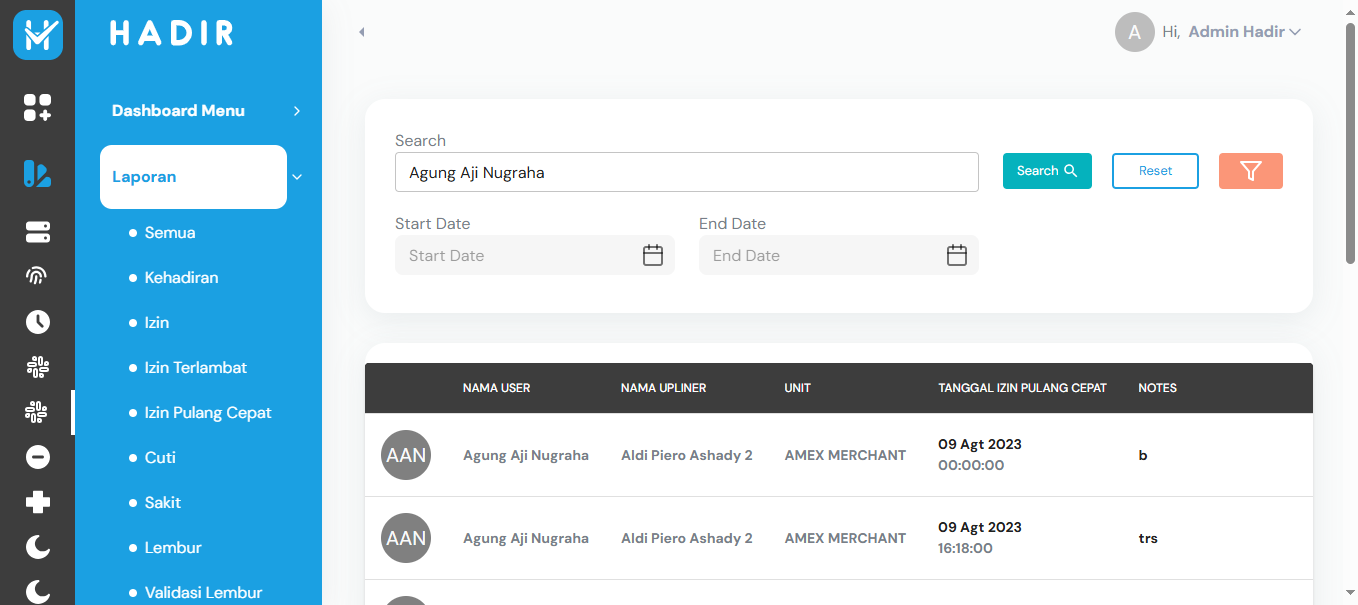 HADIR
Dashboard Menu
Laporan
Semua
Kehadiran
Izin
Izin Terlambat
Izin Pulang Cepat
Cuti
Sakit
Lembur
Validasi Lembur
A Hi, Admin Hadir
Search
Agung Aji Nugraha
Search
Reset
Start Date End Date
Start Date End Date
NAMA USER NAMA UPLINER UNIT TANGGAL IZIN PULANG CEPAT NOTES
AAN Agung Aji Nugraha Aldi Piero Ashady 2 AMEX MERCHANT 09 Agt 2023 b
00:00:00
AAN Agung Aji Nugraha Aldi Piero Ashady 2 AMEX MERCHANT 09 Agt 2023 trs
16:18:00